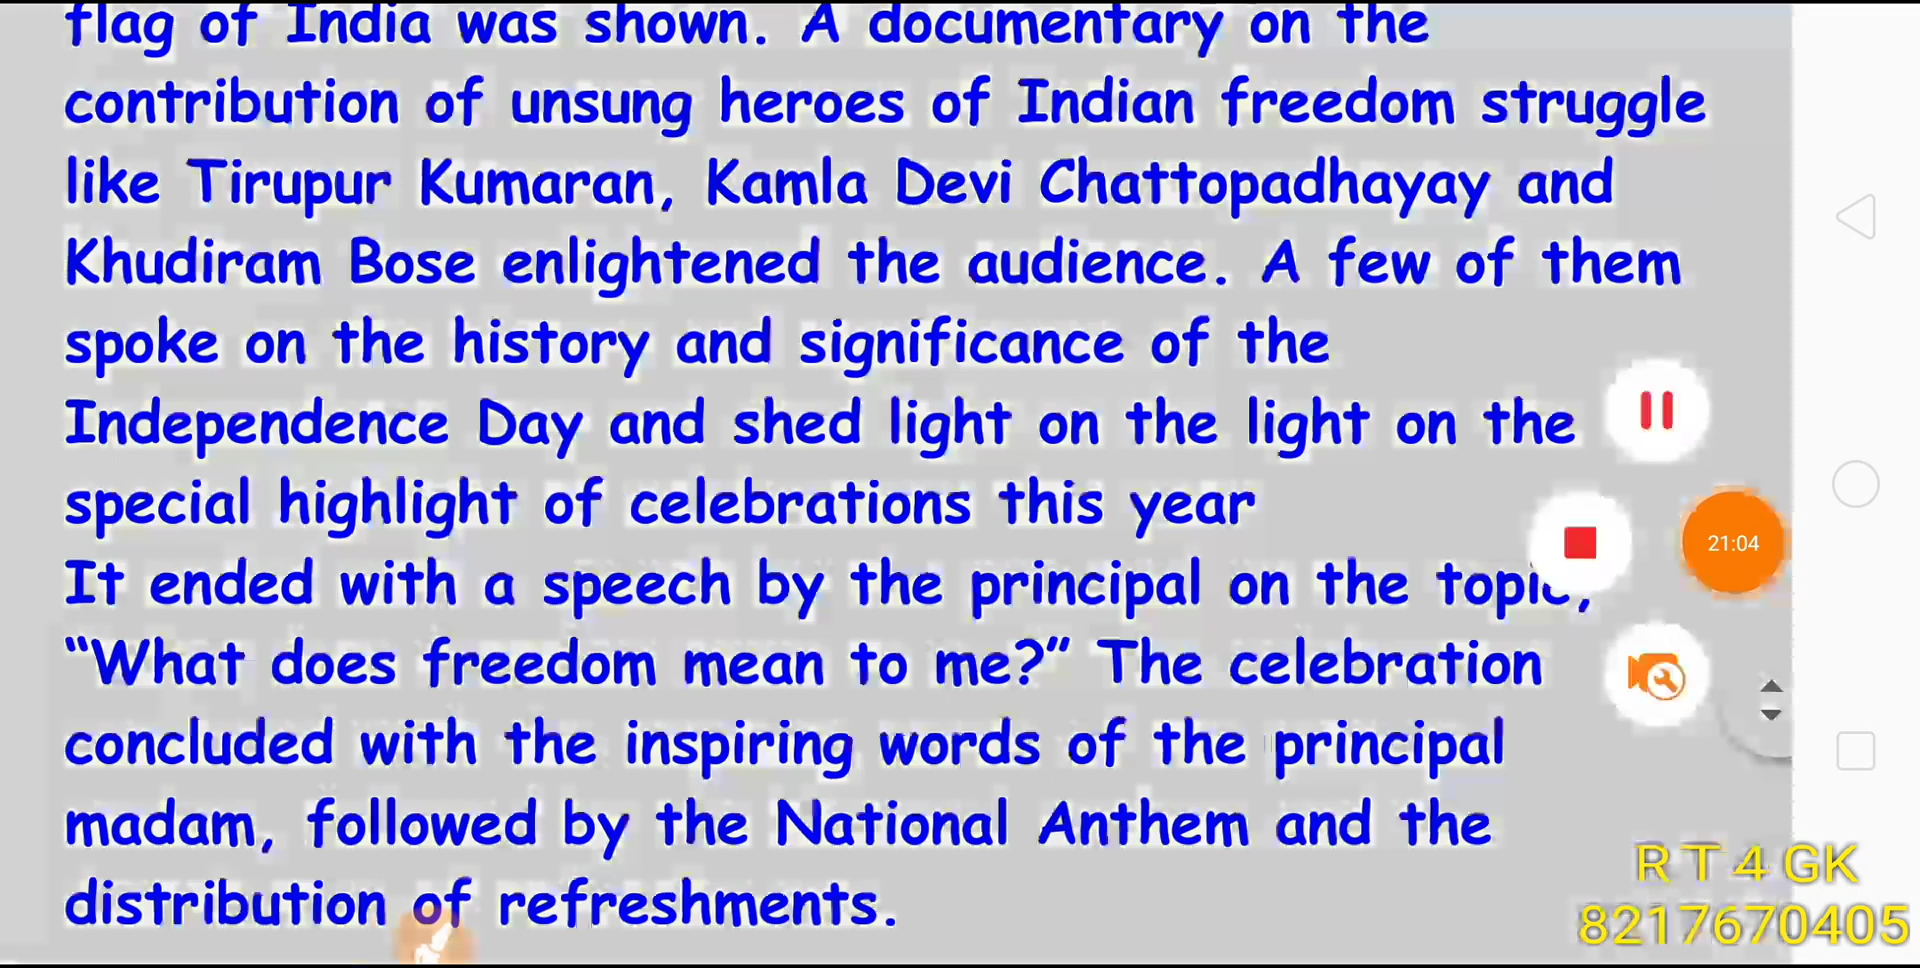 flag of India was shown. A documentary on the
contribution of unsung heroes of Indian freedom struggle
like Tirupur Kumaran, Kamla Devi Chattopadhayay and
Khudiram Bose enlightened the audience. A few of them
spoke on the history and significance of the
Independence Day and shed light on the light on the
special highlight of celebrations this year
21:04
It ended with a speech by the principal on the topic,
“What does freedom mean to me?” The celebration
concluded with the inspiring words of the principal
madam, followed by the National Anthem and the
distribution of refreshments.
R T 4 GK
8217670405